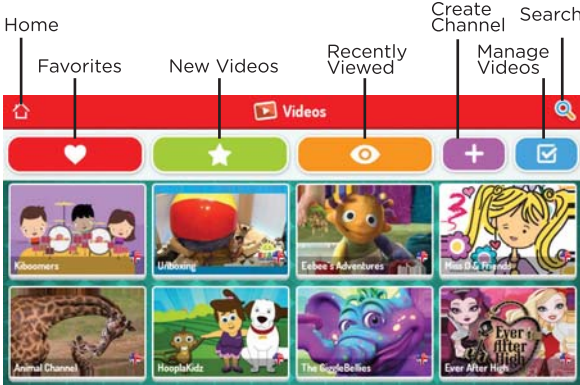 Home
Favorites
New Videos
Recently
Viewed
Create
Channel
Manage
Videos
Search
Videos
Kiboomers
Unboxing
Eebee's Adventures
Miss D & Friends
Animal Channel
HooplaKidz
The GiggleBellies
Ever After High
Ever
After
High